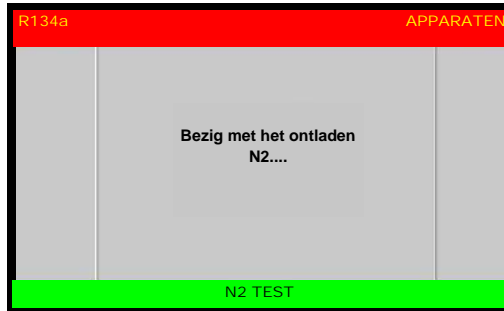 R134a APPARATEN
Bezig met het ontladen
N2....
N2 TEST